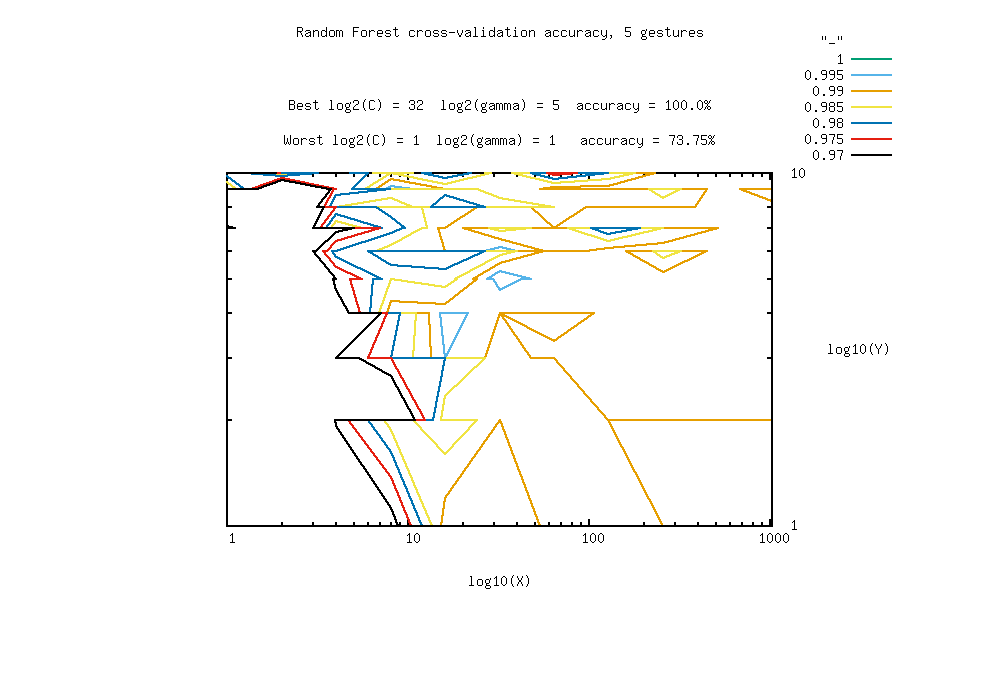 Random Forest cross-validation accuracy, 5 gestures
"_"
1
0.995
0.99
0.985
0.98
0.975
0.97
Best log2(C) = 32 log2(gamma) = 5 accuracy = 100.0%
Worst log2(C) = 1 log2(gamma) = 1 accuracy = 73.75%
10
log10(Y)
1
1 10 100 1000
log10(X)